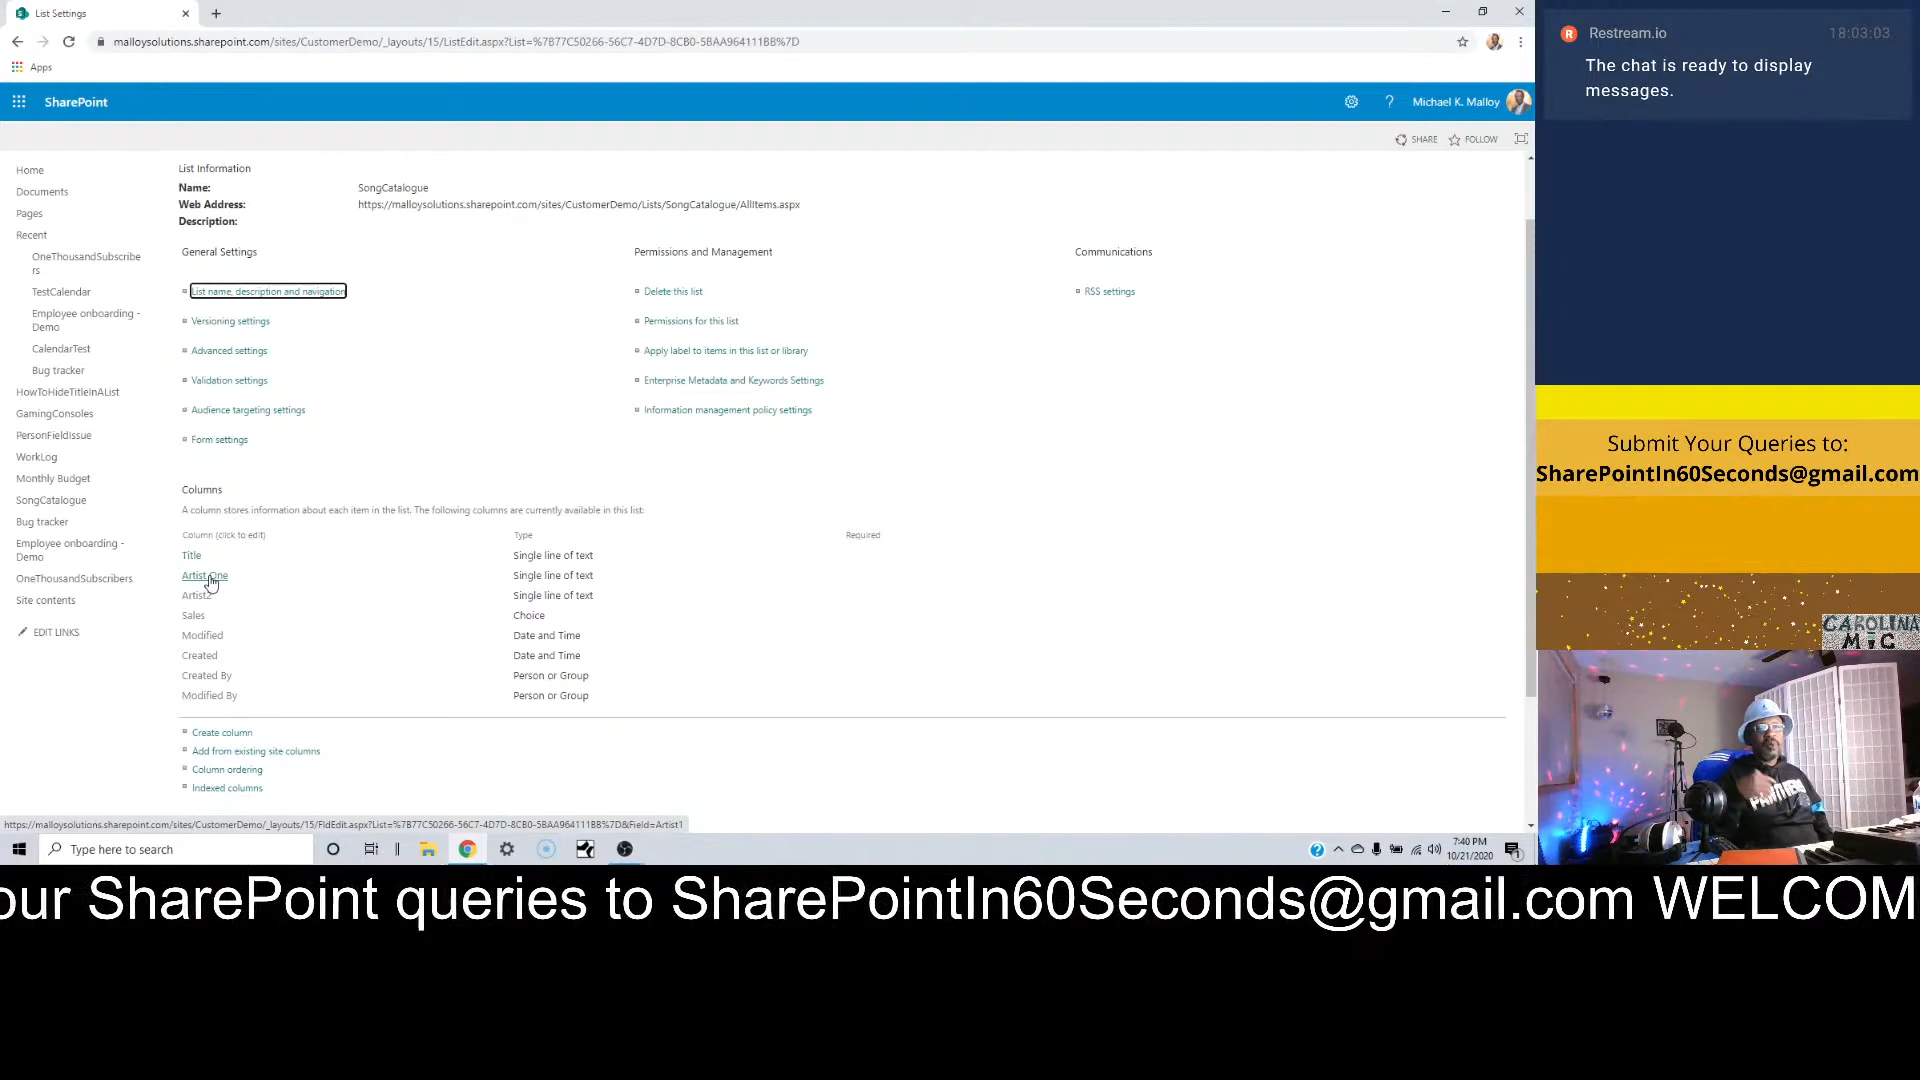 List Settings
malloysolutions.sharepoint.com/sites/CustomerDemo/_layouts/15/ListEdit.aspx?List=%7B77C50266-56C7-4D7D-8CB0-5BAA964111BB%7D
Apps
SharePoint
Michael K. Malloy
SHARE
FOLLOW
Home
Documents
Pages
Recent
OneThousandSubscribe
rs
TestCalendar
Employee onboarding -
Demo
CalendarTest
Bug tracker
HowToHideTitleInAList
GamingConsoles
PersonFieldIssue
WorkLog
Monthly Budget
SongCatalogue
Bug tracker
Employee onboarding -
Demo
OneThousandSubscribers
Site contents
EDIT LINKS
List Information
Name: SongCatalogue
Web Address: https://malloysolutions.sharepoint.com/sites/CustomerDemo/Lists/SongCatalogue/AllItems.aspx
Description:
General Settings
List name, description and navigation
Versioning settings
Advanced settings
Validation settings
Audience targeting settings
Form settings
Permissions and Management
Delete this list
Permissions for this list
Apply label to items in this list or library
Enterprise Metadata and Keywords Settings
Information management policy settings
Communications
RSS settings
Columns
A column stores information about each item in the list. The following columns are currently available in this list:
Column (click to edit) Type Required
Title Single line of text
Artist One Single line of text
Artist2 Single line of text
Sales Choice
Modified Date and Time
Created Date and Time
Created By Person or Group
Modified By Person or Group
Create column
Add from existing site columns
Column ordering
Indexed columns
https://malloysolutions.sharepoint.com/sites/CustomerDemo/_layouts/15/FldEdit.aspx?List=%7B77C50266-56C7-4D7D-8CB0-5BAA964111BB%7D&Field=Artist1
Type here to search
7:40 PM
10/21/2020
Restream.io 18:03:03
The chat is ready to display
messages.
Submit Your Queries to:
SharePointIn60Seconds@gmail.com
CAROLINA
MIC
PANTHERS
our SharePoint queries to SharePointIn60Seconds@gmail.com WELCOM